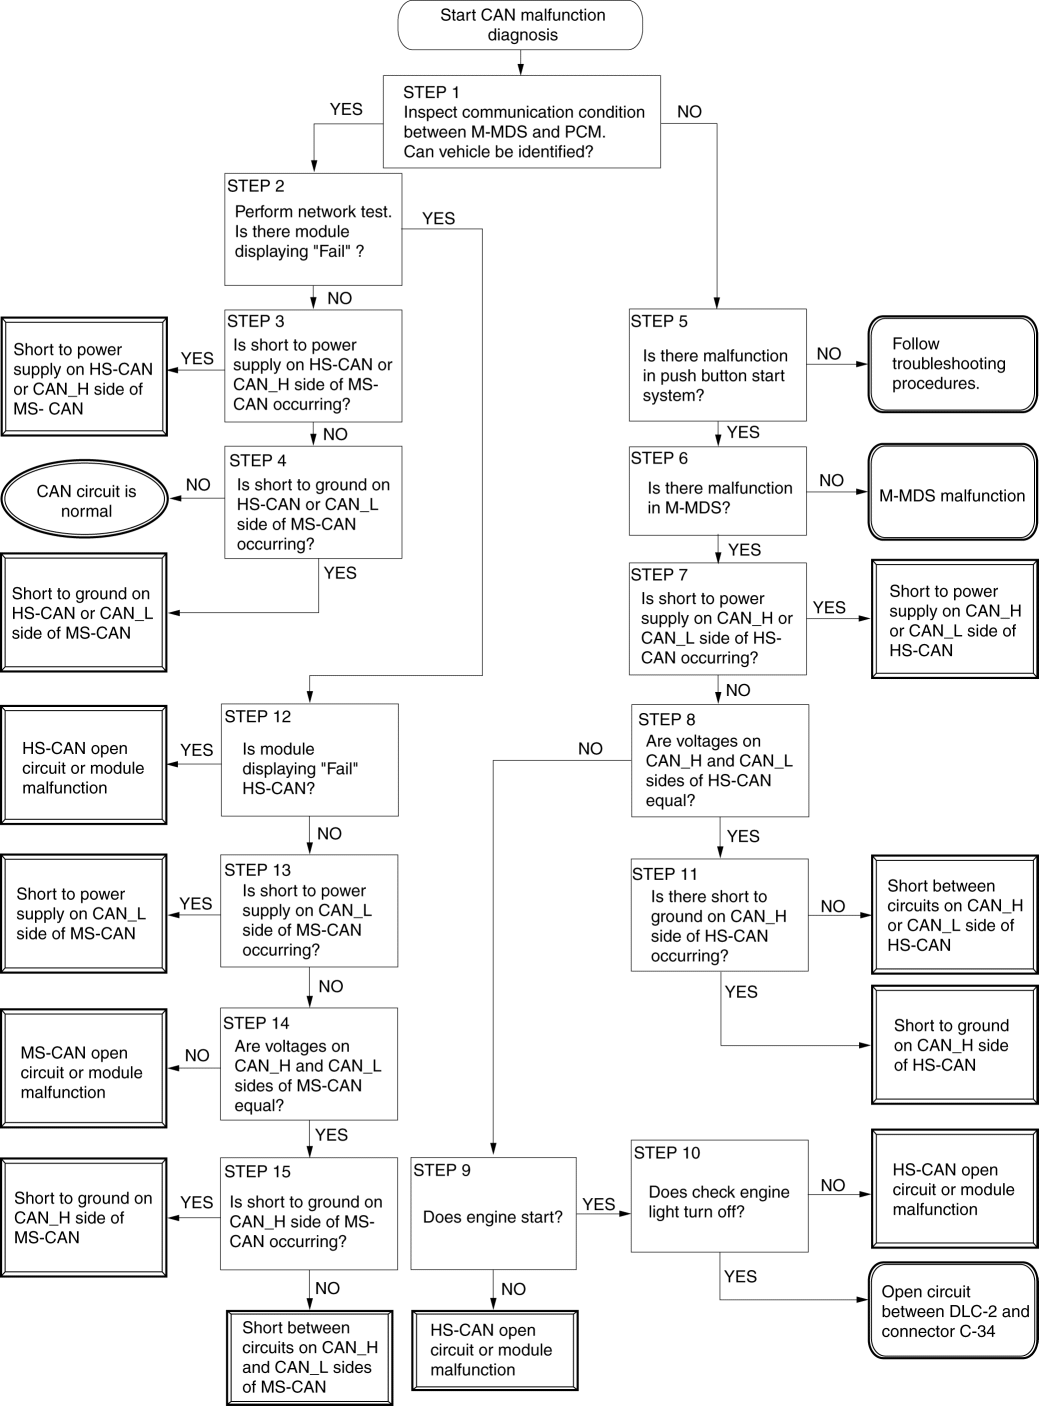 Start CAN malfunction
diagnosis
STEP 1
Inspect communication condition
between M-MDS and PCM.
Can vehicle be identified?
YES
NO
STEP 2
Perform network test.
Is there module
displaying "Fail" ?
YES
NO
STEP 3
Is short to power
supply on HS-CAN or
CAN_H side of MS-
CAN occurring?
YES
Short to power
supply on HS-CAN
or CAN_H side of
MS- CAN
NO
STEP 4
Is short to ground on
HS-CAN or CAN_L
side of MS-CAN
occurring?
NO
CAN circuit is
normal
YES
Short to ground on
HS-CAN or CAN_L
side of MS-CAN
STEP 5
Is there malfunction
in push button start
system?
NO
Follow
troubleshooting
procedures.
YES
STEP 6
Is there malfunction
in M-MDS?
NO
M-MDS malfunction
YES
STEP 7
Is short to power
supply on CAN_H or
CAN_L side of HS-
CAN occurring?
YES
Short to power
supply on CAN_H
or CAN_L side of
HS-CAN
NO
STEP 8
Are voltages on
CAN_H and CAN_L
sides of HS-CAN
equal?
NO
YES
STEP 11
Is there short to
ground on CAN_H
side of HS-CAN
occurring?
NO
Short between
circuits on CAN_H
or CAN_L side of
HS-CAN
YES
Short to ground
on CAN_H side
of HS-CAN
STEP 12
Is module
displaying "Fail"
HS-CAN?
YES
HS-CAN open
circuit or module
malfunction
NO
STEP 13
Is short to power
supply on CAN_L
side of MS-CAN
occurring?
YES
Short to power
supply on CAN_L
side of MS-CAN
NO
STEP 14
Are voltages on
CAN_H and CAN_L
sides of MS-CAN
equal?
NO
MS-CAN open
circuit or module
malfunction
YES
STEP 15
Is short to ground on
CAN_H side of MS-
CAN occurring?
YES
Short to ground on
CAN_H side of
MS-CAN
NO
Short between
circuits on CAN_H
and CAN_L sides
of MS-CAN
STEP 9
Does engine start?
YES
NO
HS-CAN open
circuit or module
malfunction
STEP 10
Does check engine
light turn off?
NO
HS-CAN open
circuit or module
malfunction
YES
Open circuit
between DLC-2 and
connector C-34